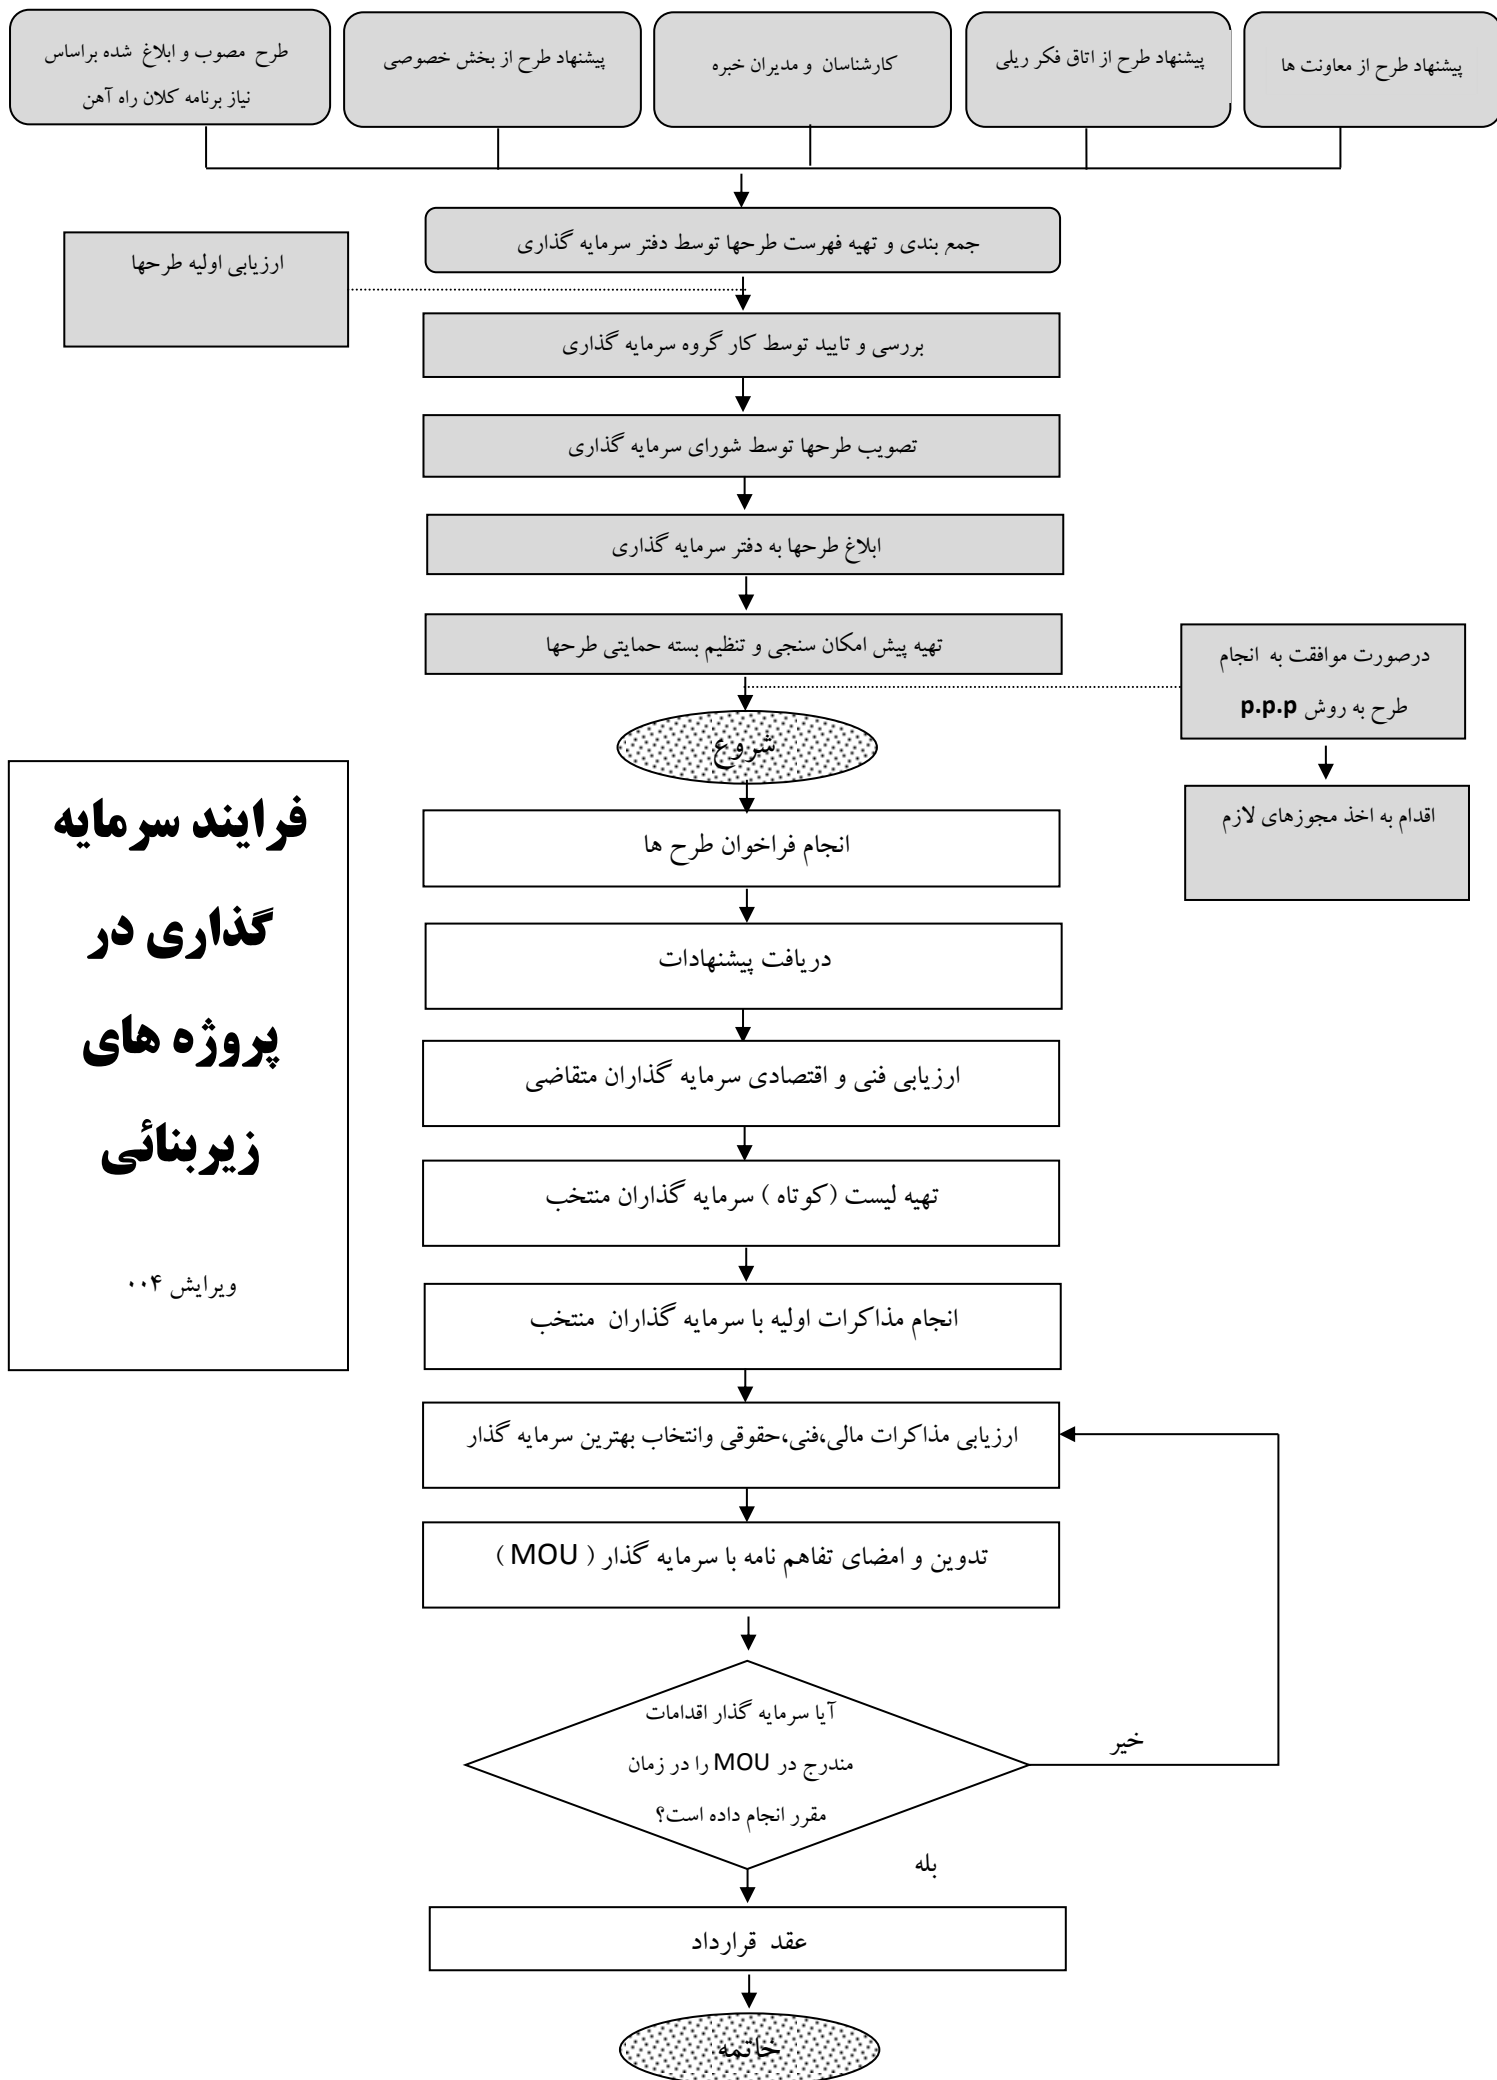 پیشنهاد طرح از معاونت ها
پیشنهاد طرح از اتاق فکر ریلی
کارشناسان و مدیران خبره
پیشنهاد طرح از بخش خصوصی
طرح مصوب و ابلاغ شده براساس
نیاز برنامه کلان راه آهن
جمع بندی و تهیه فهرست طرحها توسط دفتر سرمایه گذاری
ارزیابی اولیه طرحها
بررسی و تایید توسط کار گروه سرمایه گذاری
تصویب طرحها توسط شورای سرمایه گذاری
ابلاغ طرحها به دفتر سرمایه گذاری
تهیه پیش امکان سنجی و تنظیم بسته حمایتی طرحها
درصورت موافقت به انجام
طرح به روش p.p.p
اقدام به اخذ مجوزهای لازم
شروع
فرایند سرمایه
گذاری در
پروژه های
زیربنائی
ویرایش ۰۰۴
انجام فراخوان طرح ها
دریافت پیشنهادات
ارزیابی فنی و اقتصادی سرمایه گذاران متقاضی
تهیه لیست (کوتاه ) سرمایه گذاران منتخب
انجام مذاکرات اولیه با سرمایه گذاران منتخب
ارزیابی مذاکرات مالی،فنی،حقوقی وانتخاب بهترین سرمایه گذار
تدوین و امضای تفاهم نامه با سرمایه گذار ( MOU )
آیا سرمایه گذار اقدامات
مندرج در MOU را در زمان
مقرر انجام داده است؟
خیر
بله
عقد قرارداد
خاتمه